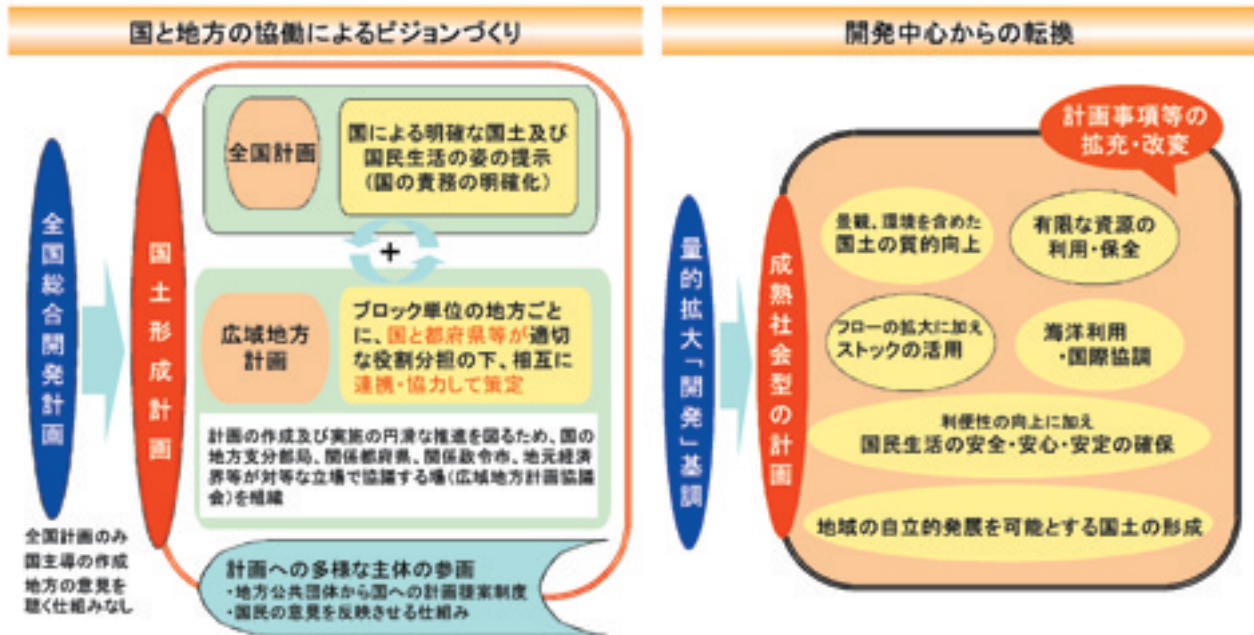 国と地方の協働によるビジョンづくり
全国総合開発計画
全国計画のみ
国主導の作成
地方の意見を
聴く仕組みなし
国土形成計画
全国計画
国による明確な国土及び
国民生活の姿の提示
(国の責務の明確化)
+
広域地方
計画
ブロック単位の地方ごと
に、国と都府県等が適切
な役割分担の下、相互に
連携・協力して策定
計画の作成及び実施の円滑な推進を図るため、国の
地方支分部局、関係都府県、関係政令市、地元経済
界等が対等な立場で協議する場(広域地方計画協議
会)を組織
計画への多様な主体の参画
・地方公共団体から国への計画提案制度
・国民の意見を反映させる仕組み
開発中心からの転換
量的拡大「開発」基調
成熟社会型の計画
計画事項等の
拡充・改変
景観、環境を含めた
国土の質的向上
有限な資源の
利用・保全
フローの拡大に加え
ストックの活用
海洋利用
・国際協調
利便性の向上に加え
国民生活の安全・安心・安定の確保
地域の自立的発展を可能とする国土の形成